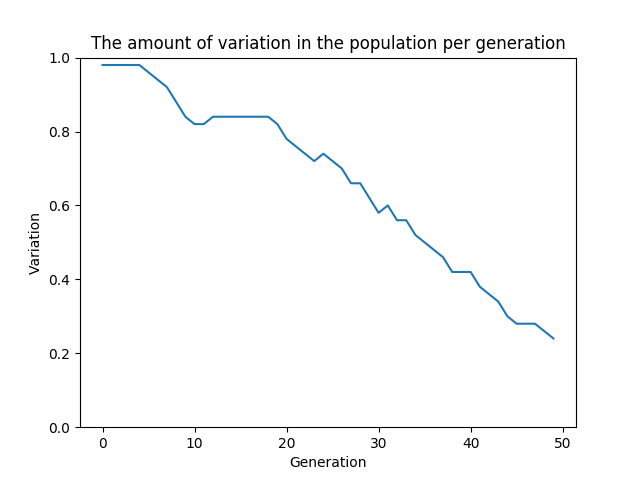 The amount of variation in the population per generation
1.0
0.8
0.6
0.4
0.2
0.0
Variation
0 10 20 30 40 50
Generation